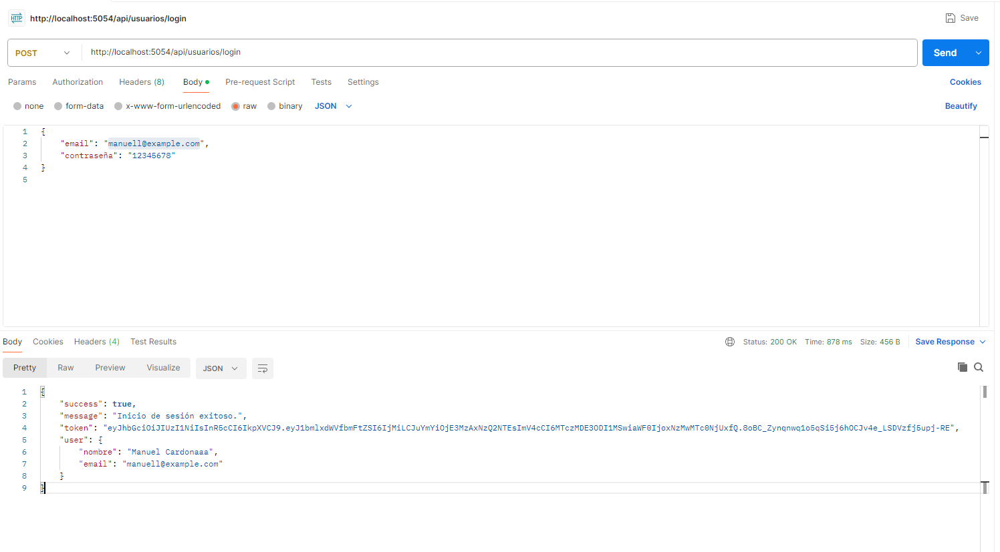 HTTP http://localhost:5054/api/usuarios/login Save
POST http://localhost:5054/api/usuarios/login Send
Params Authorization Headers (8) Body Pre-request Script Tests Settings Cookies
none form-data x-www-form-urlencoded raw binary JSON Beautify
1 {
2 "email": "manuell@example.com",
3 "contraseña": "12345678"
4 }
5
Body Cookies Headers (4) Test Results Status: 200 OK Time: 878 ms Size: 456 B Save Response
Pretty Raw Preview Visualize JSON
1 {
2 "success": true,
3 "message": "Inicio de sesión exitoso.",
4 "token": "eyJhbGciOiJIUzI1NiIsInR5cCI6IkpXVCJ9.eyJ1bmlxdWVfbmFtZSI6IjMiLCJuYmYiOjE3MzAxNzQ2NTEsImV4cCI6MTczMDE3ODI1MSwiaWF0IjoxNzMwMTc0NjUxfQ.8oBC_Zynqnwq1o5qSi5j6hOCJv4e_LSDVzfj5upj-RE",
5 "user": {
6 "nombre": "Manuel Cardonaaa",
7 "email": "manuell@example.com"
8 }
9 }